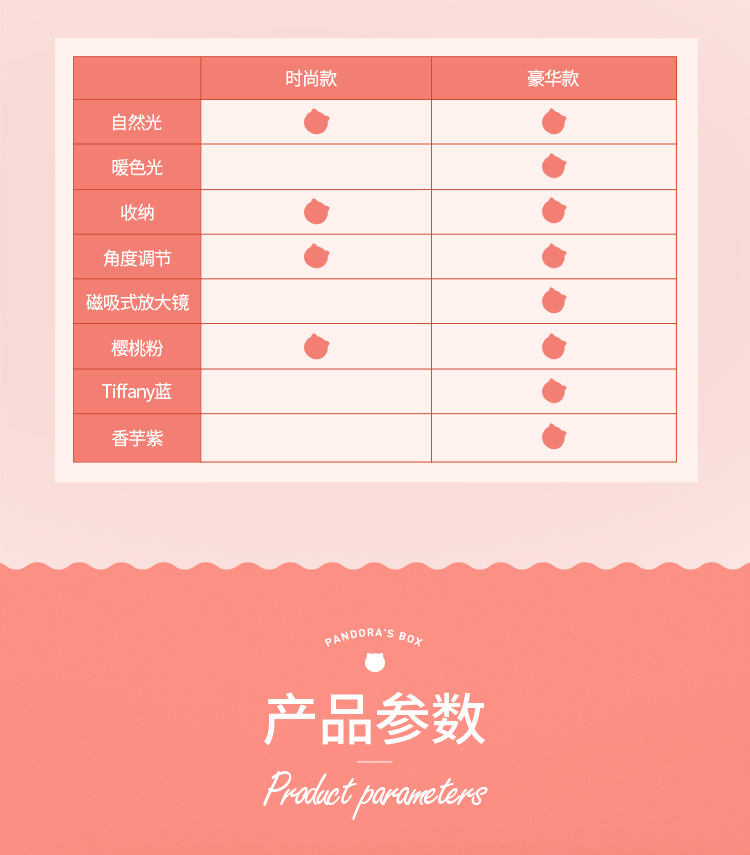 时尚款 豪华款
自然光
暖色光
收纳
角度调节
磁吸式放大镜
樱桃粉
Tiffany蓝
香芋紫
PANDORA'S BOX
产品参数
Product parameters